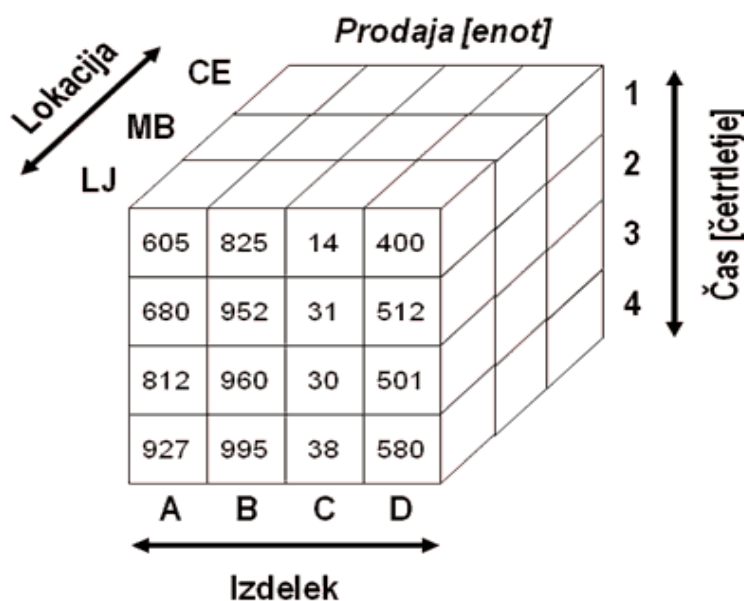 Prodaja [enot]
Lokacija
CE
MB
LJ
1
2
3
4
Čas [četrtletje]
605 825 14 400
680 952 31 512
812 960 30 501
927 995 38 580
A B C D
Izdelek